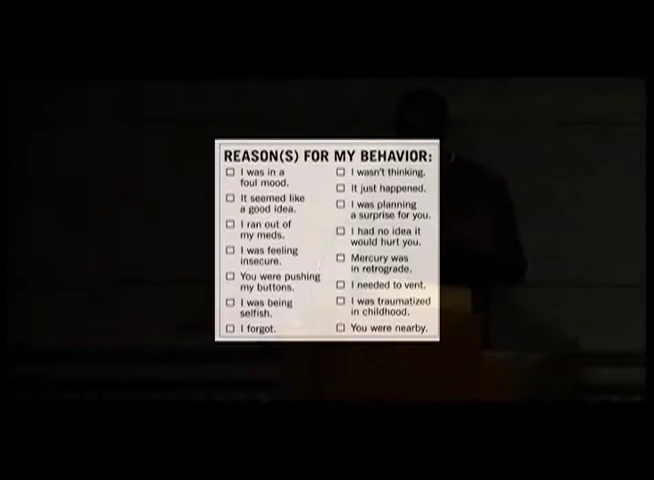 REASON(S) FOR MY BEHAVIOR:
I was in a
foul mood.
It seemed like
a good idea.
I ran out of
my meds.
I was feeling
insecure.
You were pushing
my buttons.
I was being
selfish.
I forgot.
I wasn't thinking.
It just happened.
I was planning
a surprise for you.
I had no idea it
would hurt you.
Mercury was
in retrograde.
I needed to vent.
I was traumatized
in childhood.
You were nearby.